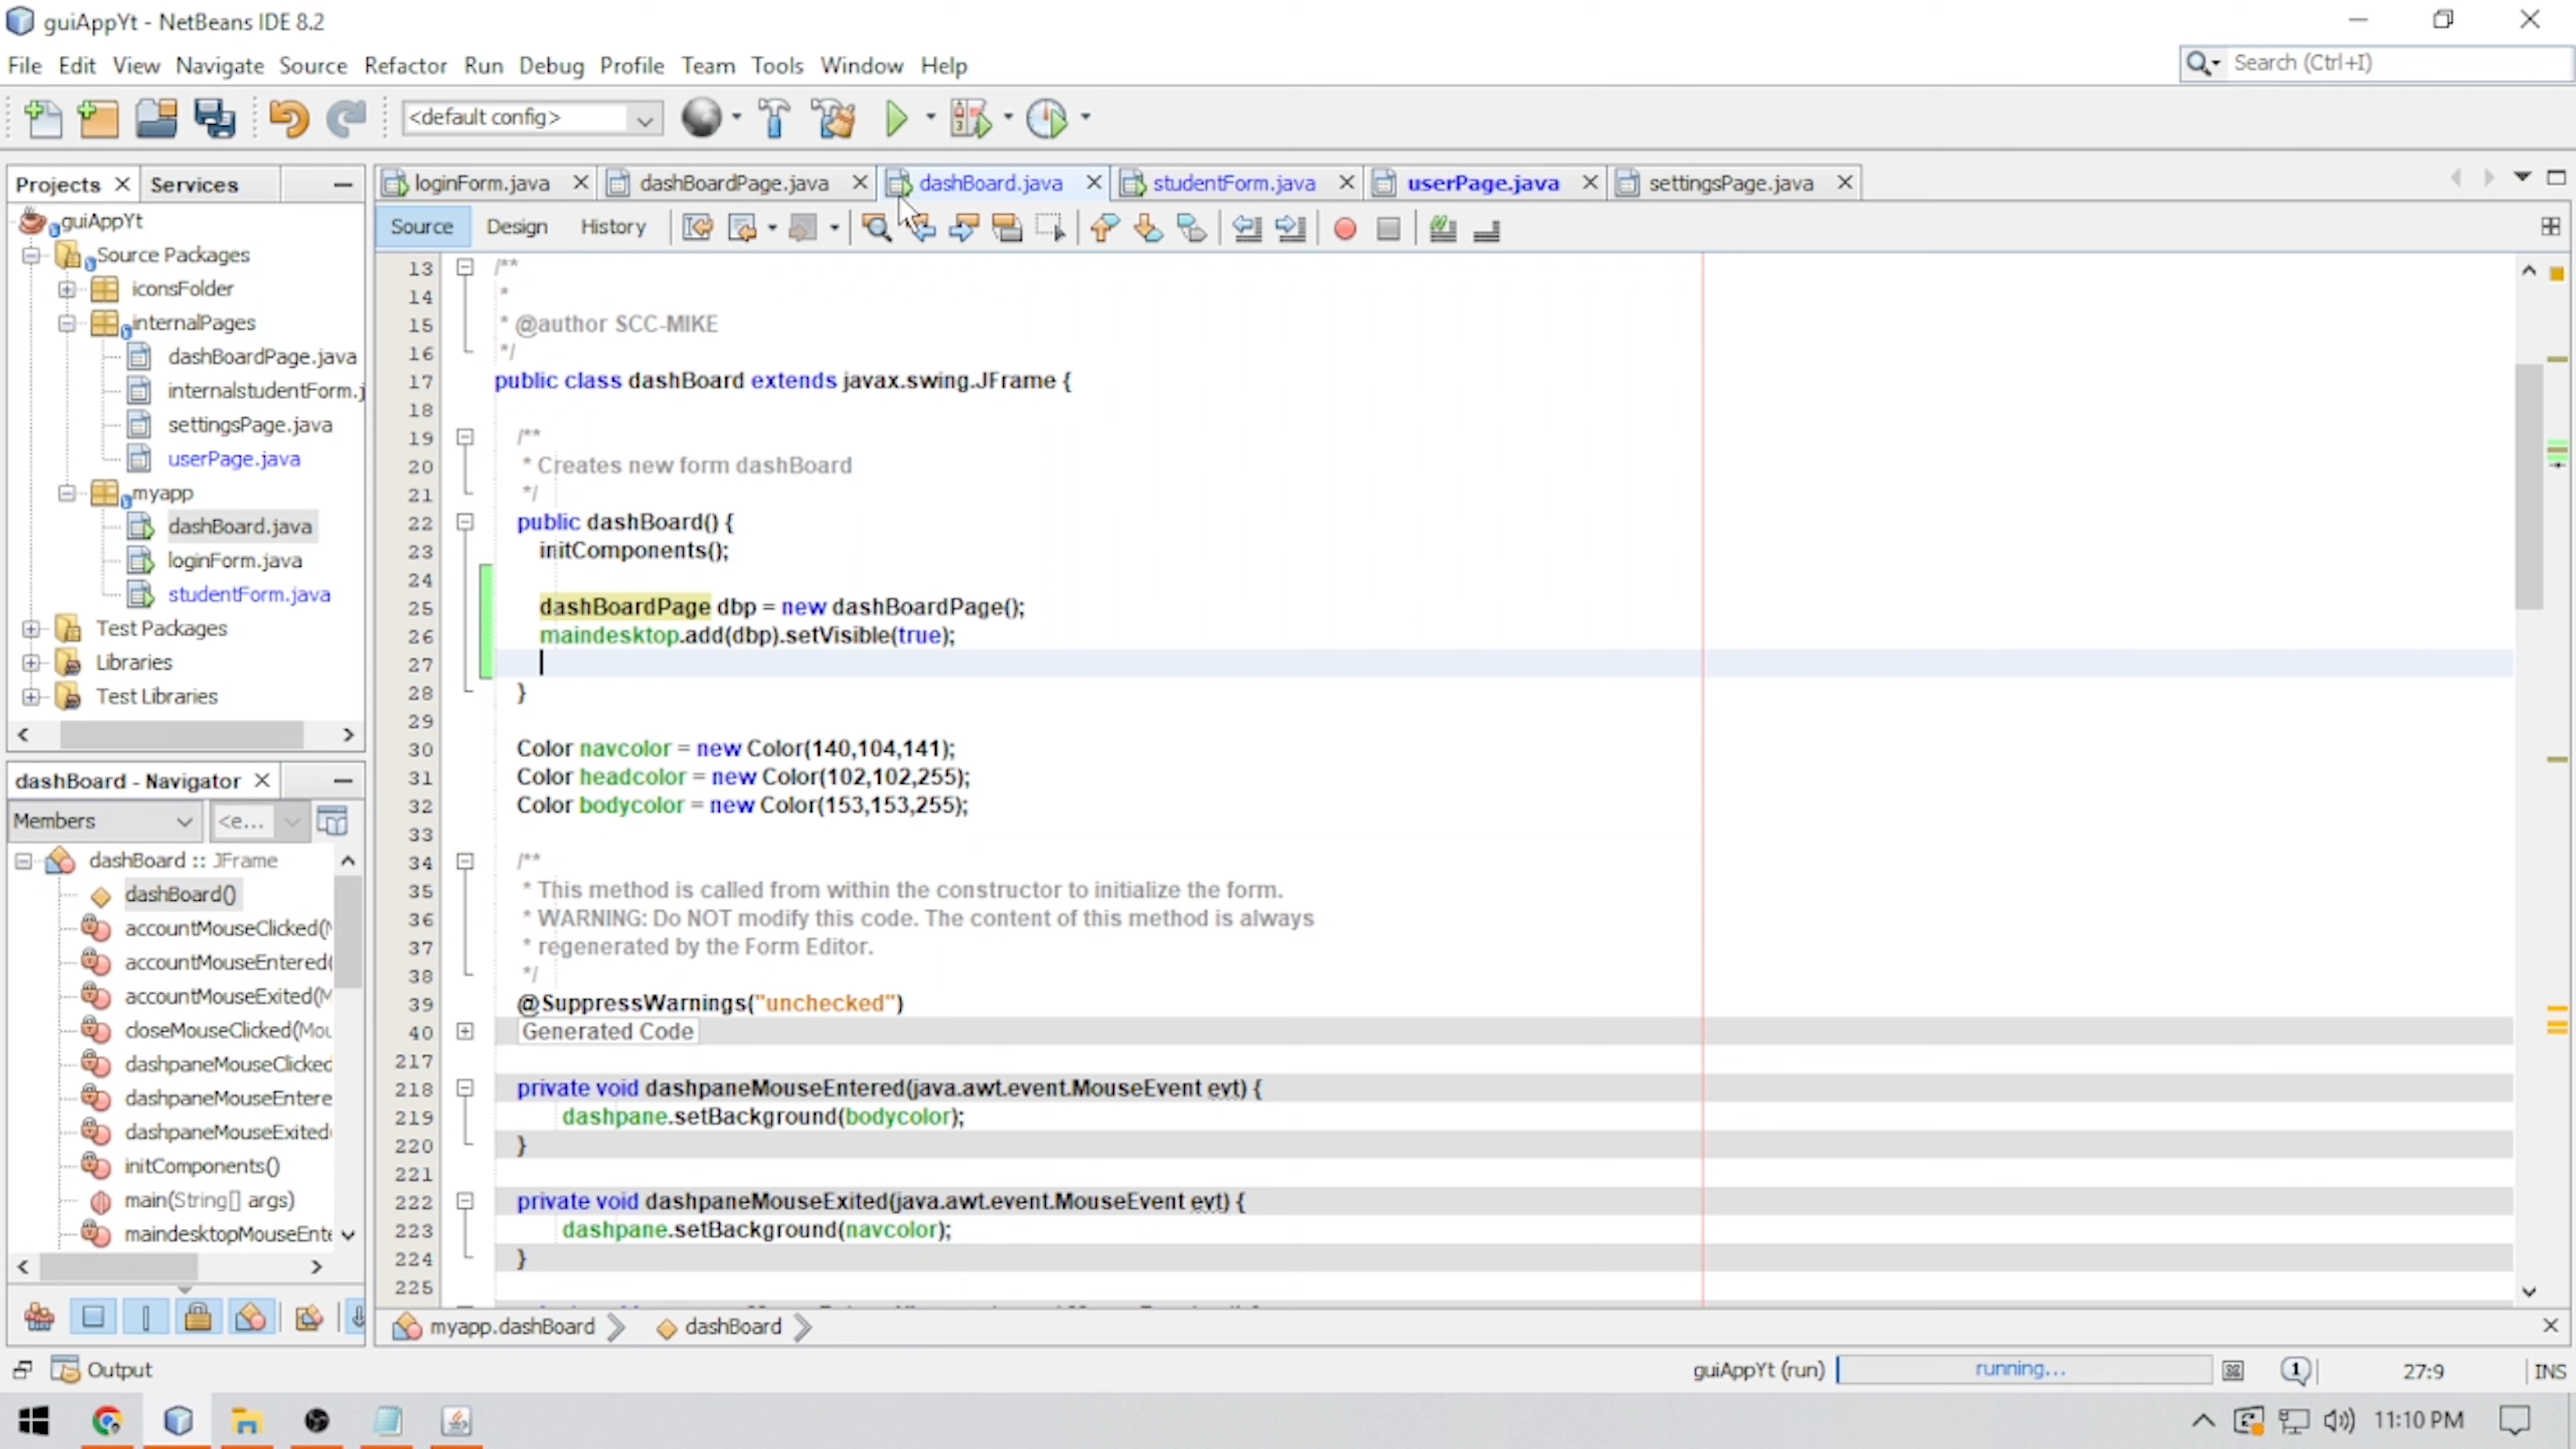 guiAppYt - NetBeans IDE 8.2
File Edit View Navigate Source Refactor Run Debug Profile Team Tools Window Help
Search (Ctrl+I)
<default config>
Projects Services
loginForm.java dashBoardPage.java dashBoard.java studentForm.java userPage.java settingsPage.java
Source Design History
guiAppYt
Source Packages
iconsFolder
internalPages
dashBoardPage.java
internalstudentForm.j
settingsPage.java
userPage.java
myapp
dashBoard.java
loginForm.java
studentForm.java
Test Packages
Libraries
Test Libraries
dashBoard - Navigator
Members <e...
dashBoard :: JFrame
dashBoard()
accountMouseClicked(M
accountMouseEntered(
accountMouseExited(M
closeMouseClicked(Mou
dashpaneMouseClicked
dashpaneMouseEntere
dashpaneMouseExited(
initComponents()
main(String[] args)
maindesktopMouseEnte
13 /**
14 *
15 * @author SCC-MIKE
16 */
17 public class dashBoard extends javax.swing.JFrame {
18
19 /**
20 * Creates new form dashBoard
21 */
22 public dashBoard() {
23 initComponents();
24
25 dashBoardPage dbp = new dashBoardPage();
26 maindesktop.add(dbp).setVisible(true);
27
28 }
29
30 Color navcolor = new Color(140,104,141);
31 Color headcolor = new Color(102,102,255);
32 Color bodycolor = new Color(153,153,255);
33
34 /**
35 * This method is called from within the constructor to initialize the form.
36 * WARNING: Do NOT modify this code. The content of this method is always
37 * regenerated by the Form Editor.
38 */
39 @SuppressWarnings("unchecked")
40 Generated Code
217
218 private void dashpaneMouseEntered(java.awt.event.MouseEvent evt) {
219 dashpane.setBackground(bodycolor);
220 }
221
222 private void dashpaneMouseExited(java.awt.event.MouseEvent evt) {
223 dashpane.setBackground(navcolor);
224 }
225
myapp.dashBoard dashBoard
Output
guiAppYt (run) running... 1 27:9 INS
11:10 PM